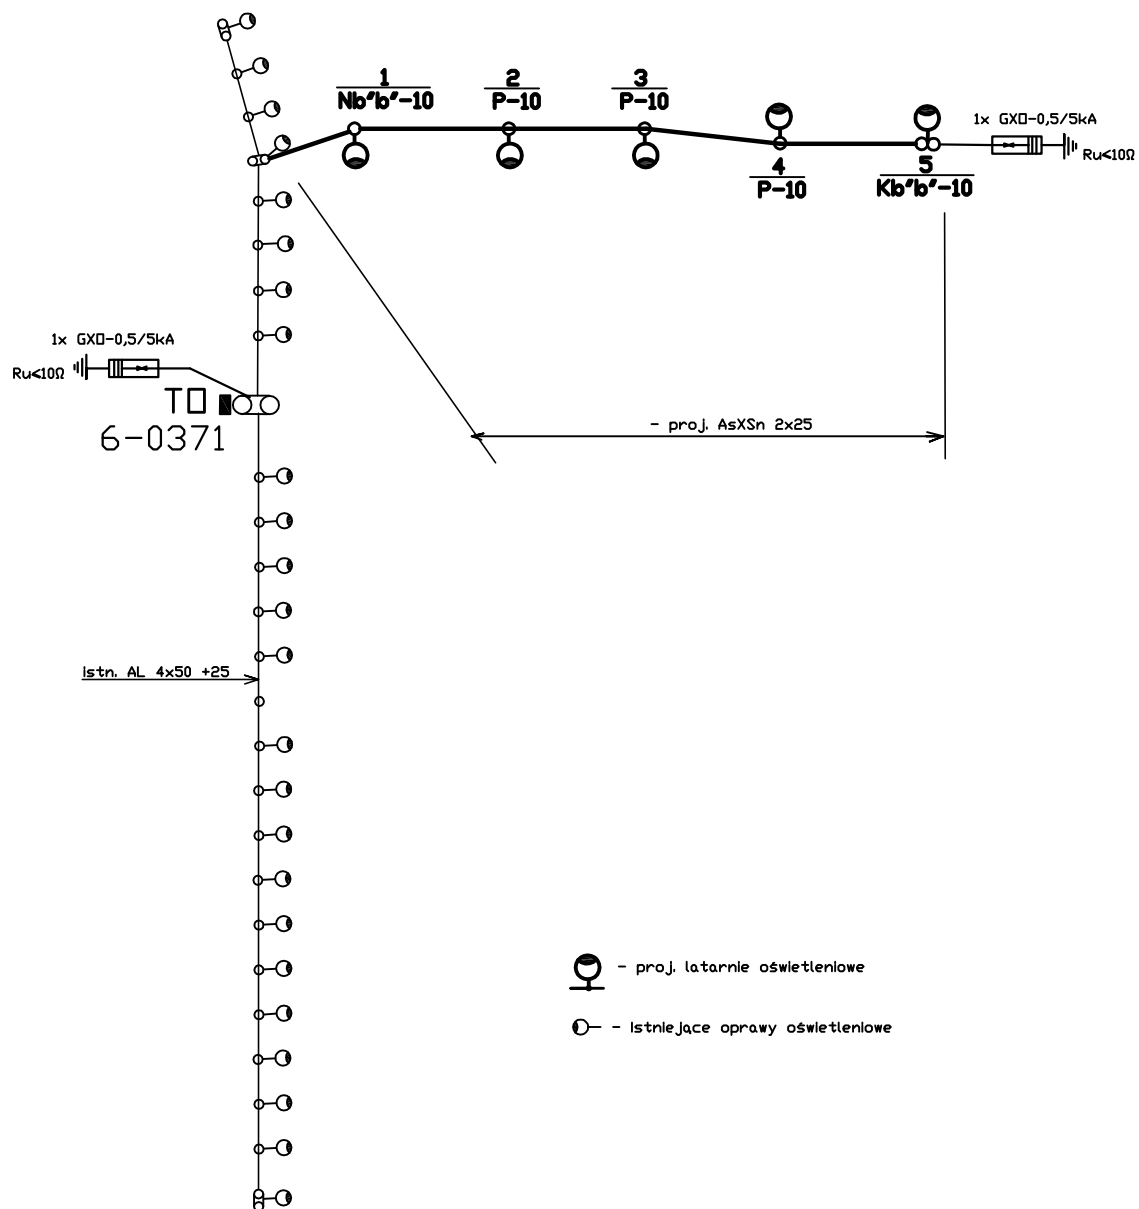 1
Nb"b"-10
2
P-10
3
P-10
4
P-10
5
Kb"b"-10
1x GXO-0,5/5kA
Ru<10Ω
1x GXO-0,5/5kA
Ru<10Ω
TO
6-0371
- proj. AsXSn 2x25
istn. AL 4x50 +25
- proj. latarnie oświetleniowe
- istniejące oprawy oświetleniowe